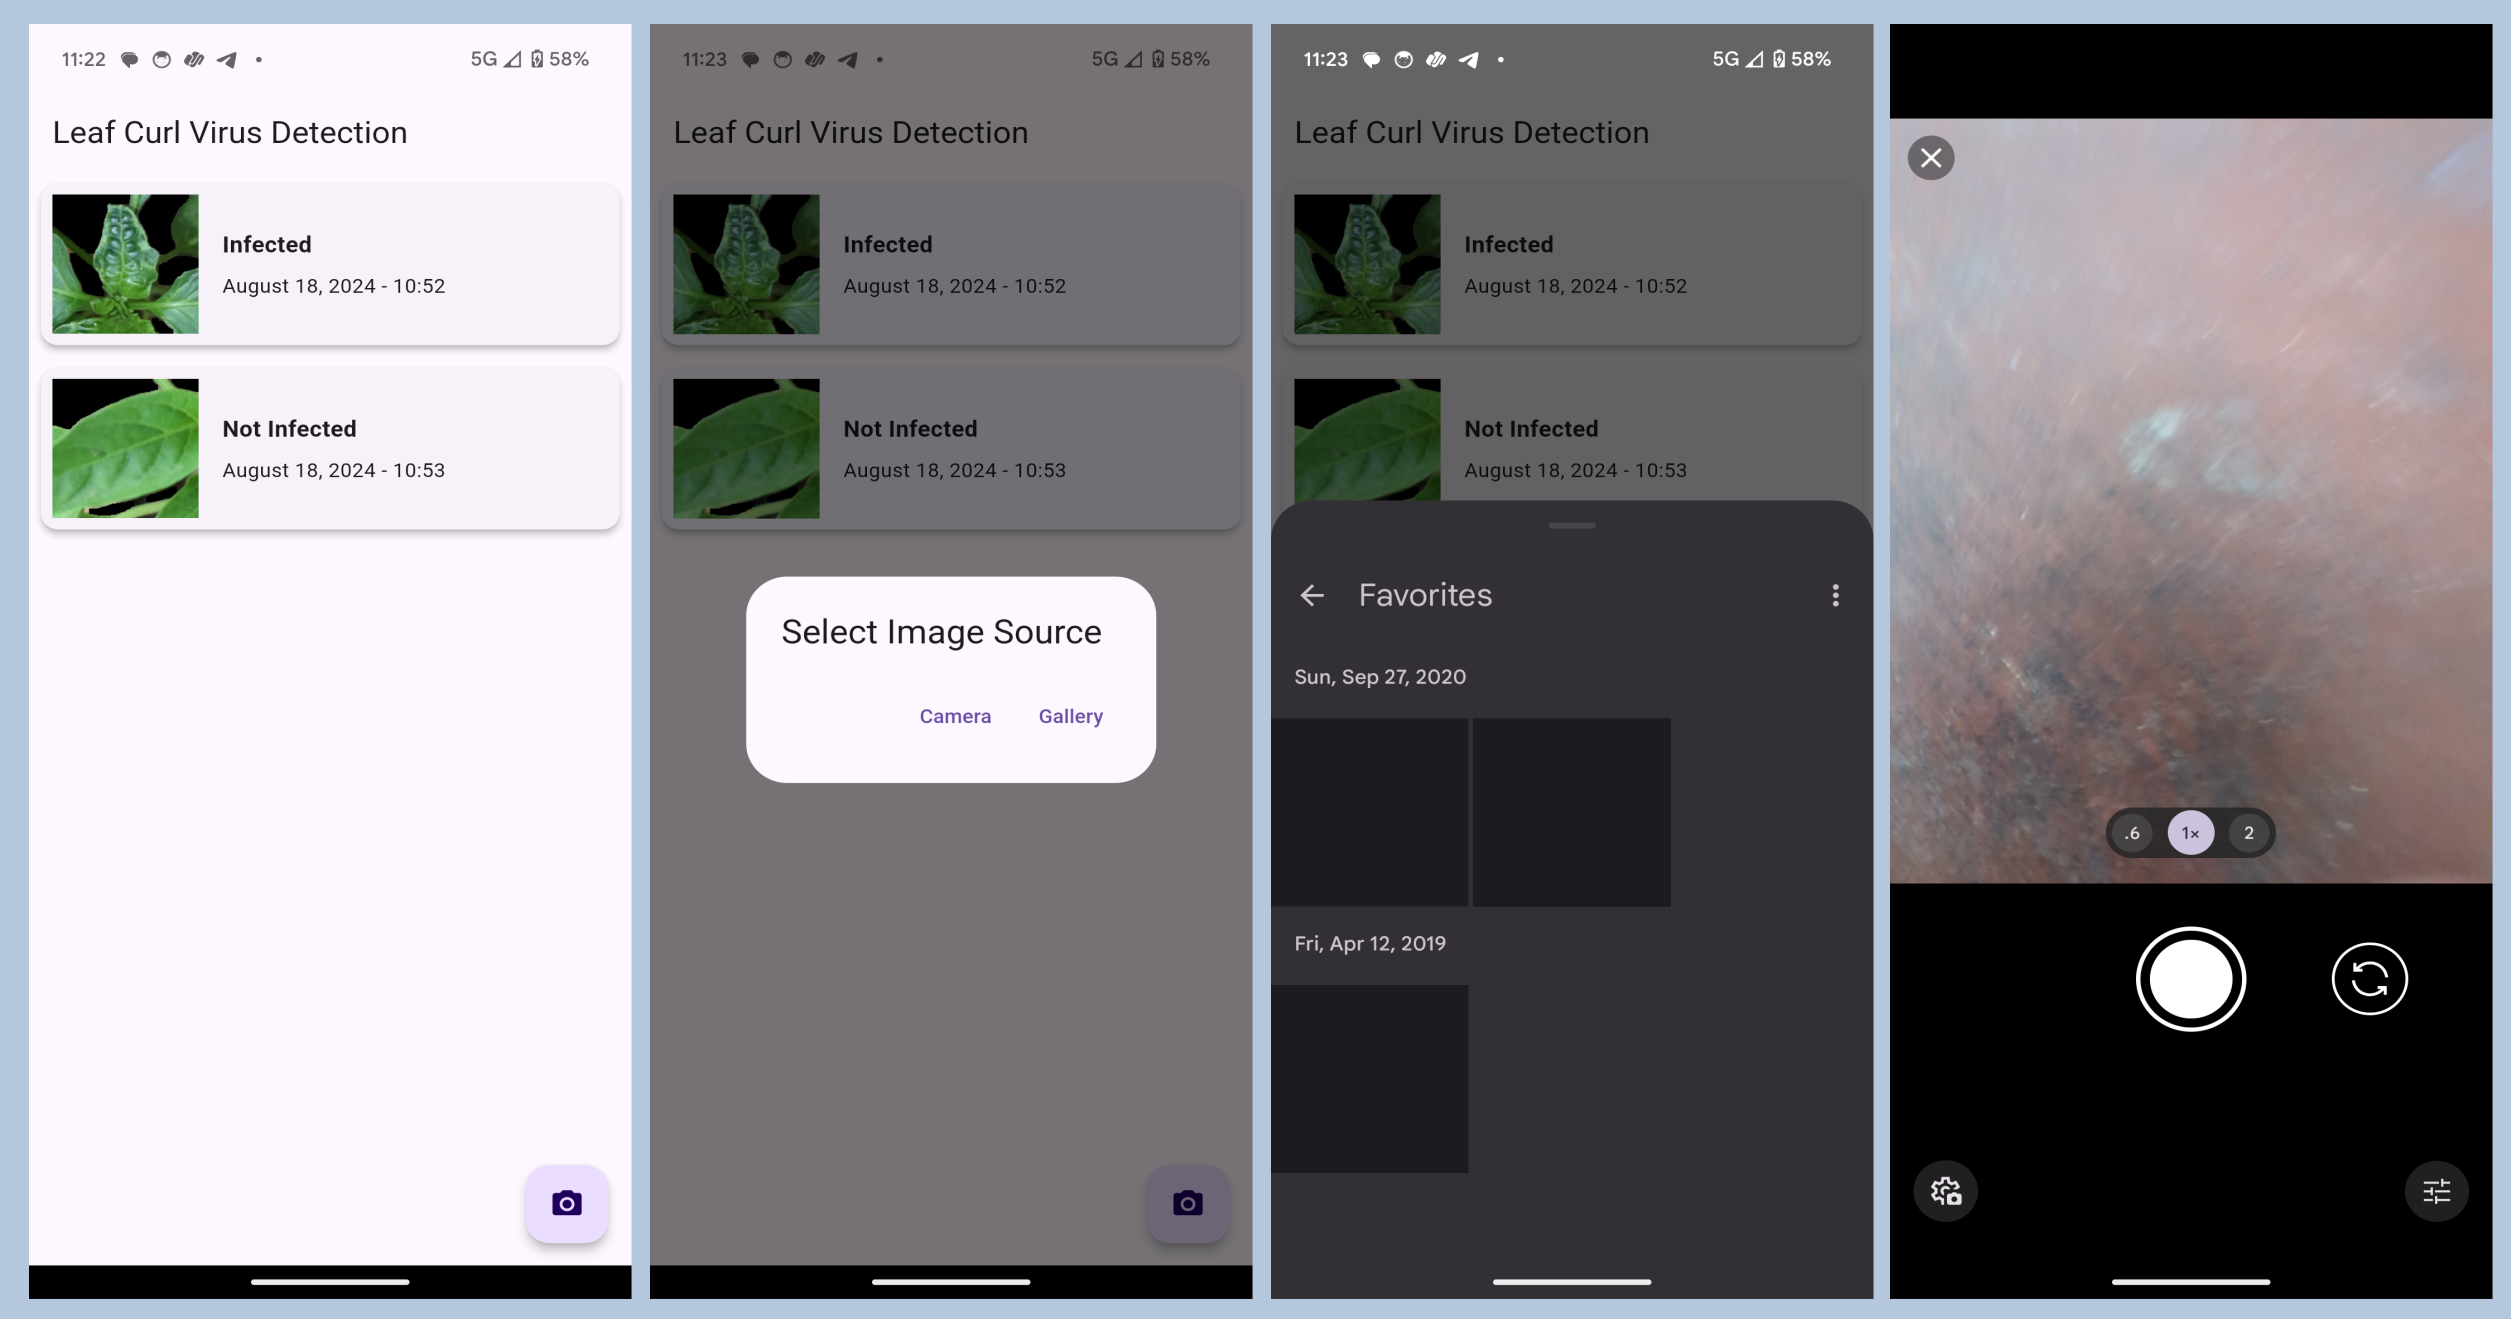 11:22 5G 58%
Leaf Curl Virus Detection
Infected
August 18, 2024 - 10:52
Not Infected
August 18, 2024 - 10:53
11:23 5G 58%
Leaf Curl Virus Detection
Infected
August 18, 2024 - 10:52
Not Infected
August 18, 2024 - 10:53
Select Image Source
Camera Gallery
11:23 5G 58%
Leaf Curl Virus Detection
Infected
August 18, 2024 - 10:52
Not Infected
August 18, 2024 - 10:53
Favorites
Sun, Sep 27, 2020
Fri, Apr 12, 2019
.6 1× 2